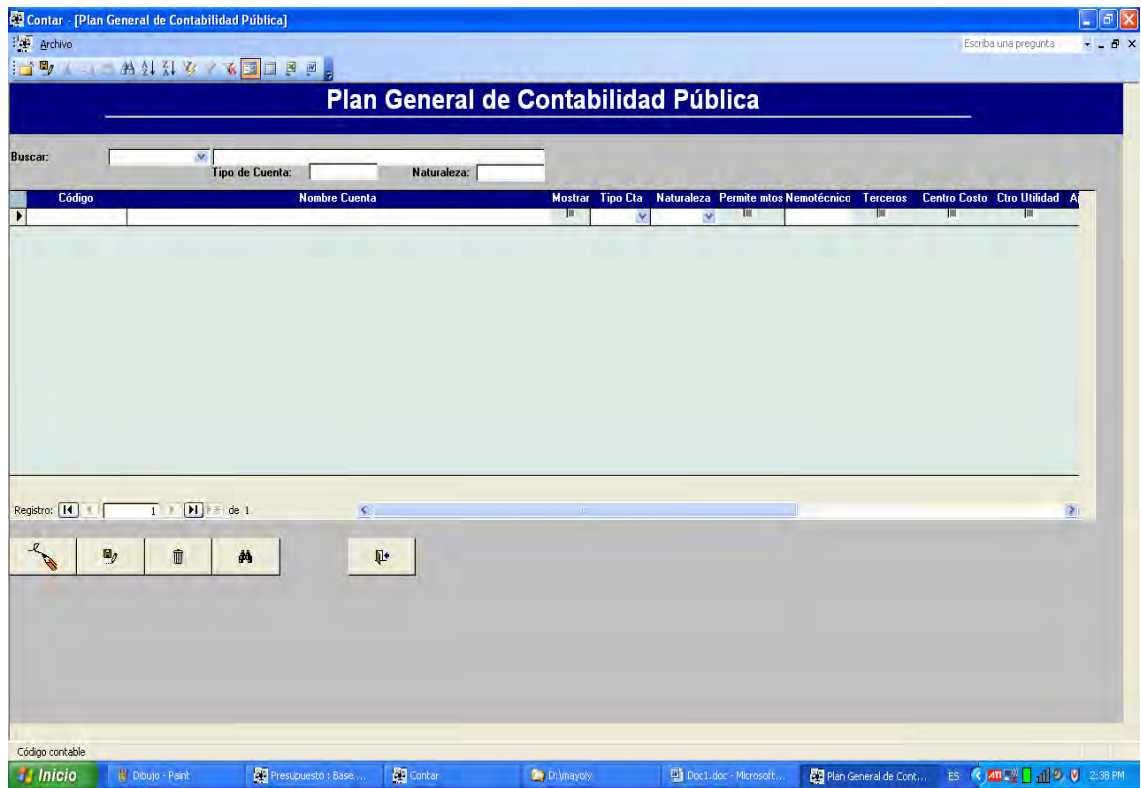 Contar - [Plan General de Contabilidad Pública]
Archivo
Escriba una pregunta
Plan General de Contabilidad Pública
Buscar:
Tipo de Cuenta:
Naturaleza:
Código Nombre Cuenta Mostrar Tipo Cta Naturaleza Permite mtos Nemotécnico Terceros Centro Costo Ctro Utilidad
Registro: 1 de 1
Código contable
Inicio Dibujo - Paint Presupuesto : Base ... Contar D:\mayoly Doc1.doc - Microsoft... Plan General de Cont... ES ATI 2:38 PM